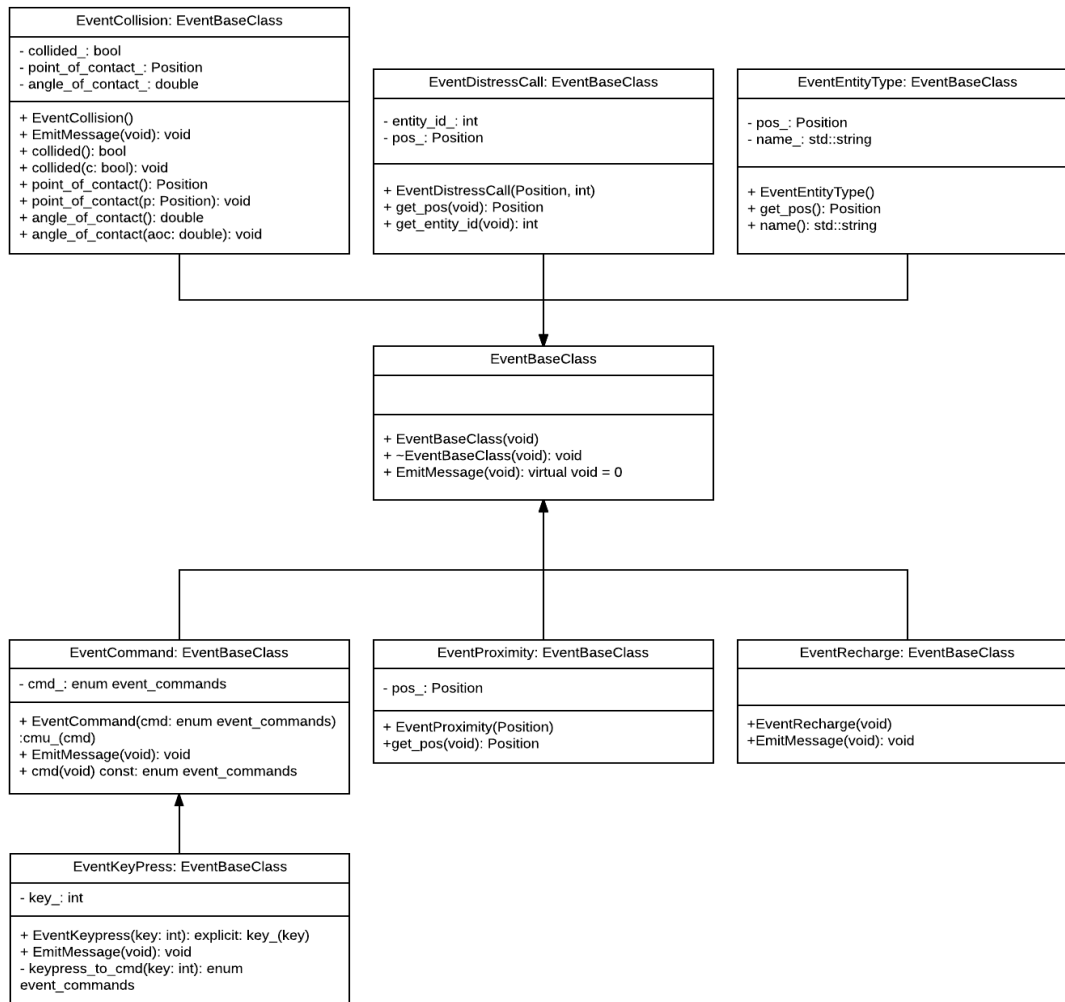 EventCollision: EventBaseClass
- collided_: bool
- point_of_contact_: Position
- angle_of_contact_: double
+ EventCollision()
+ EmitMessage(void): void
+ collided(): bool
+ collided(c: bool): void
+ point_of_contact(): Position
+ point_of_contact(p: Position): void
+ angle_of_contact(): double
+ angle_of_contact(aoc: double): void
EventDistressCall: EventBaseClass
- entity_id_: int
- pos_: Position
+ EventDistressCall(Position, int)
+ get_pos(void): Position
+ get_entity_id(void): int
EventEntityType: EventBaseClass
- pos_: Position
- name_: std::string
+ EventEntityType()
+ get_pos(): Position
+ name(): std::string
EventBaseClass
+ EventBaseClass(void)
+ ~EventBaseClass(void): void
+ EmitMessage(void): virtual void = 0
EventCommand: EventBaseClass
- cmd_: enum event_commands
+ EventCommand(cmd: enum event_commands)
:cmu_(cmd)
+ EmitMessage(void): void
+ cmd(void) const: enum event_commands
EventProximity: EventBaseClass
- pos_: Position
+ EventProximity(Position)
+get_pos(void): Position
EventRecharge: EventBaseClass
+EventRecharge(void)
+EmitMessage(void): void
EventKeyPress: EventBaseClass
- key_: int
+ EventKeypress(key: int): explicit: key_(key)
+ EmitMessage(void): void
- keypress_to_cmd(key: int): enum
event_commands